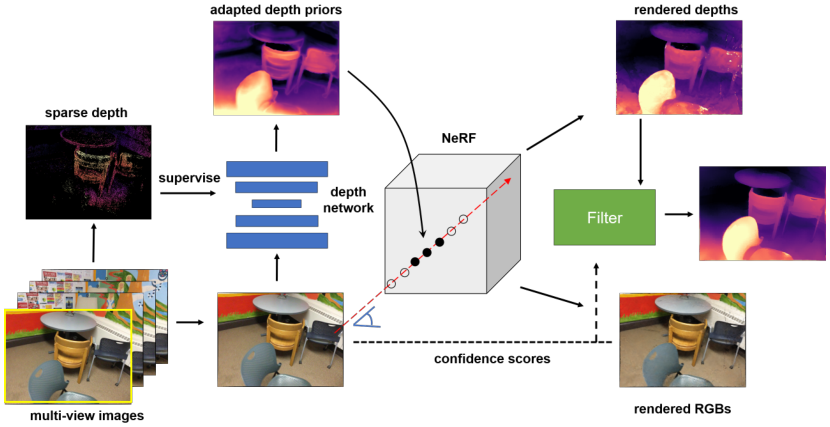 adapted depth priors
rendered depths
sparse depth
NeRF
supervise
depth
network
Filter
confidence scores
multi-view images
rendered RGBs